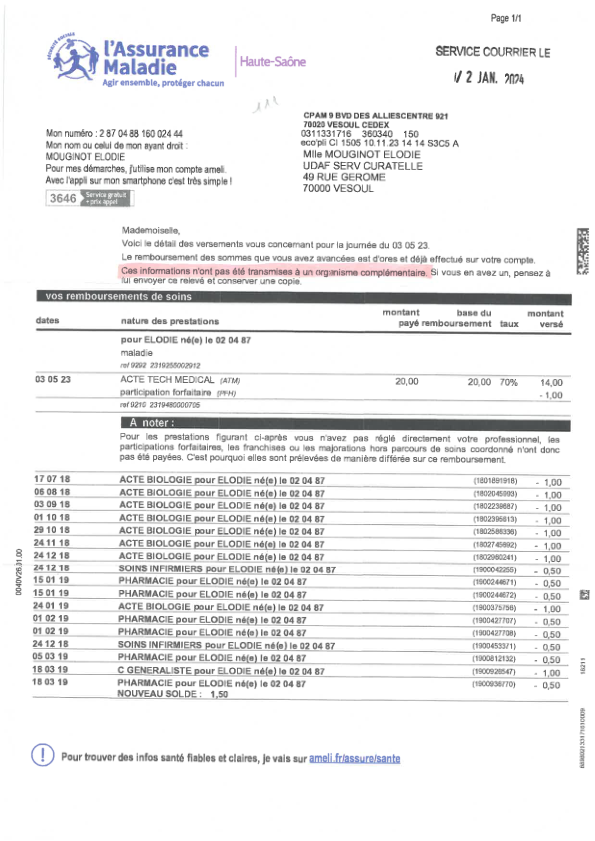 Page 1/1
SÉCURITÉ SOCIALE
l'Assurance
Maladie
Agir ensemble, protéger chacun
Haute-Saône
SERVICE COURRIER LE
1/ 2 JAN. 2024
CPAM 9 BVD DES ALLIESCENTRE 921
70020 VESOUL CEDEX
0311331716 360340 150
eco'pli CI 1505 10.11.23 14 14 S3C5 A
Mlle MOUGINOT ELODIE
UDAF SERV CURATELLE
49 RUE GEROME
70000 VESOUL
Mon numéro : 2 87 04 88 160 024 44
Mon nom ou celui de mon ayant droit :
MOUGINOT ELODIE
Pour mes démarches, j'utilise mon compte ameli.
Avec l'appli sur mon smartphone c'est très simple !
3646 Service gratuit + prix appel
Mademoiselle,
Voici le détail des versements vous concernant pour la journée du 03 05 23.
Le remboursement des sommes que vous avez avancées est d'ores et déjà effectué sur votre compte.
Ces informations n'ont pas été transmises à un organisme complémentaire. Si vous en avez un, pensez à
lui envoyer ce relevé et conserver une copie.
vos remboursements de soins
dates nature des prestations montant payé base du remboursement taux montant versé
pour ELODIE né(e) le 02 04 87
maladie
ref 9292 2319255002912
03 05 23 ACTE TECH MEDICAL (ATM) 20,00 20,00 70% 14,00
participation forfaitaire (PFH) - 1,00
ref 9210 2319480000705
A noter :
Pour les prestations figurant ci-après vous n'avez pas réglé directement votre professionnel, les
participations forfaitaires, les franchises ou les majorations hors parcours de soins coordonné n'ont donc
pas été payées. C'est pourquoi elles sont prélevées de manière différée sur ce remboursement.
17 07 18 ACTE BIOLOGIE pour ELODIE né(e) le 02 04 87 (1801891918) - 1,00
06 08 18 ACTE BIOLOGIE pour ELODIE né(e) le 02 04 87 (1802045993) - 1,00
03 09 18 ACTE BIOLOGIE pour ELODIE né(e) le 02 04 87 (1802239887) - 1,00
01 10 18 ACTE BIOLOGIE pour ELODIE né(e) le 02 04 87 (1802395813) - 1,00
29 10 18 ACTE BIOLOGIE pour ELODIE né(e) le 02 04 87 (1802586336) - 1,00
24 11 18 ACTE BIOLOGIE pour ELODIE né(e) le 02 04 87 (1802745692) - 1,00
24 12 18 ACTE BIOLOGIE pour ELODIE né(e) le 02 04 87 (1802960241) - 1,00
24 12 18 SOINS INFIRMIERS pour ELODIE né(e) le 02 04 87 (1900042255) - 0,50
15 01 19 PHARMACIE pour ELODIE né(e) le 02 04 87 (1900244671) - 0,50
15 01 19 PHARMACIE pour ELODIE né(e) le 02 04 87 (1900244672) - 0,50
24 01 19 ACTE BIOLOGIE pour ELODIE né(e) le 02 04 87 (1900375756) - 1,00
01 02 19 PHARMACIE pour ELODIE né(e) le 02 04 87 (1900427707) - 0,50
01 02 19 PHARMACIE pour ELODIE né(e) le 02 04 87 (1900427708) - 0,50
24 12 18 SOINS INFIRMIERS pour ELODIE né(e) le 02 04 87 (1900453371) - 0,50
05 03 19 PHARMACIE pour ELODIE né(e) le 02 04 87 (1900812132) - 0,50
18 03 19 C GENERALISTE pour ELODIE né(e) le 02 04 87 (1900926547) - 1,00
18 03 19 PHARMACIE pour ELODIE né(e) le 02 04 87 (1900936770) - 0,50
NOUVEAU SOLDE : 1,50
Pour trouver des infos santé fiables et claires, je vais sur ameli.fr/assure/sante
004DV26.01.00
18211